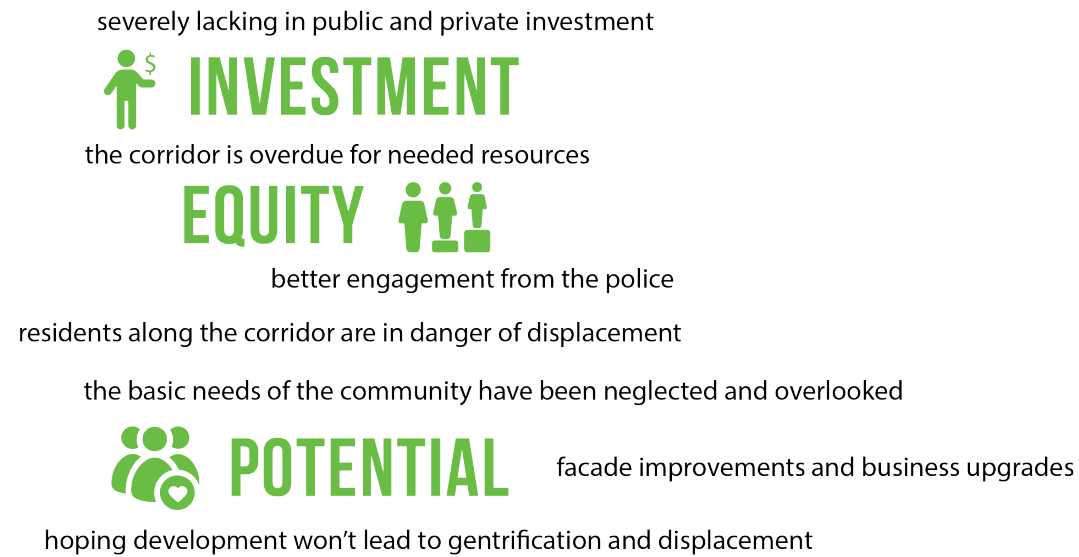 severely lacking in public and private investment
$
INVESTMENT
the corridor is overdue for needed resources
EQUITY
better engagement from the police
residents along the corridor are in danger of displacement
the basic needs of the community have been neglected and overlooked
POTENTIAL
facade improvements and business upgrades
hoping development won’t lead to gentrification and displacement